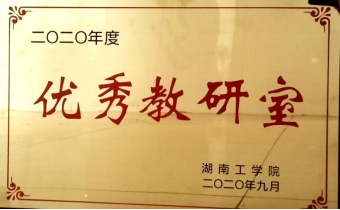 二〇二〇年度
优秀教研室
湖南工学院
二〇二〇年九月